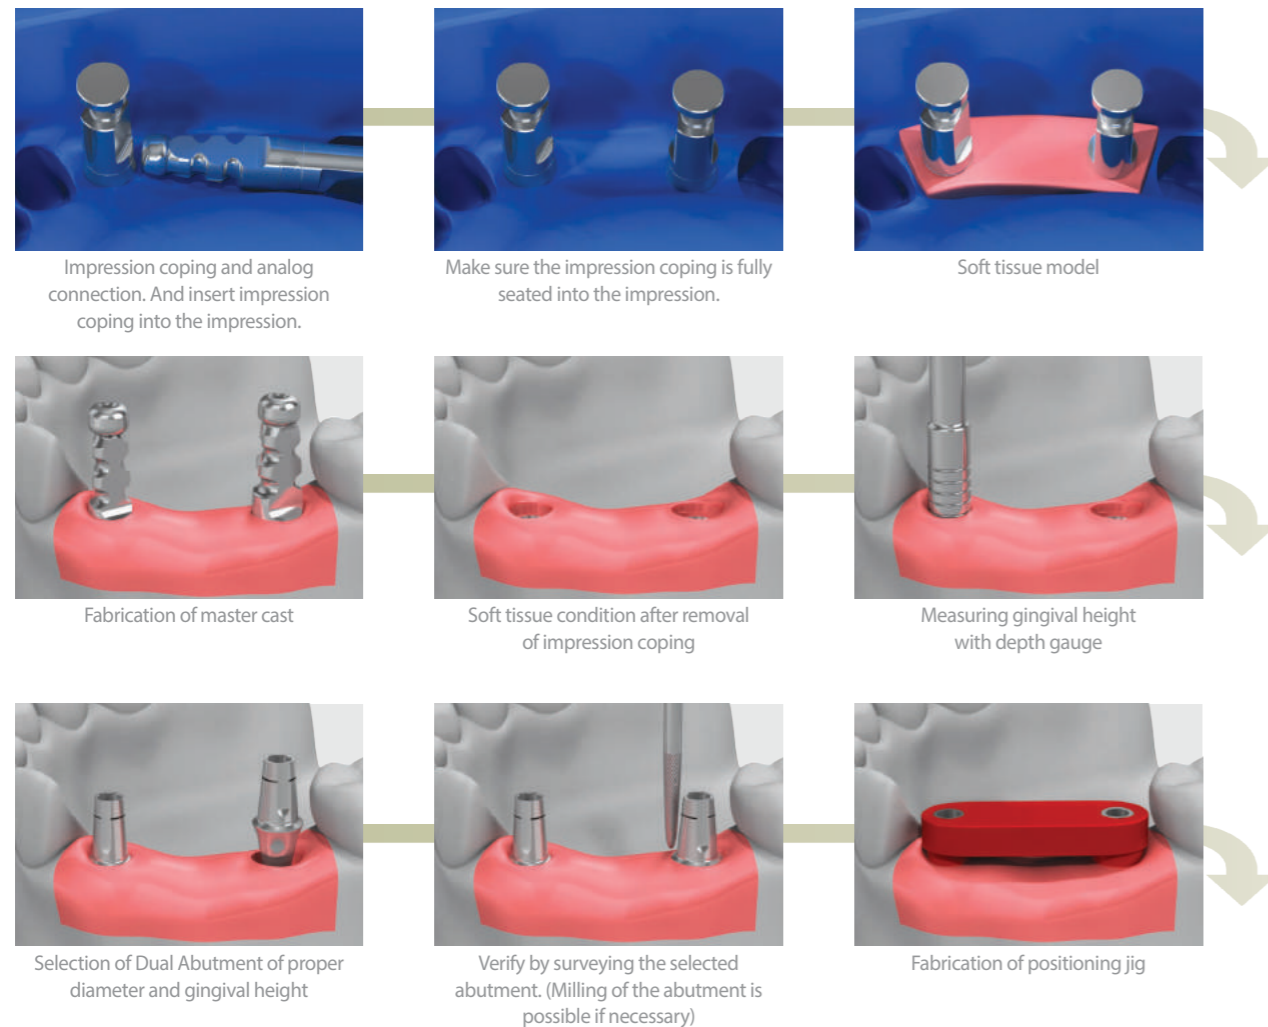 Impression coping and analog
connection. And insert impression
coping into the impression.
Make sure the impression coping is fully
seated into the impression.
Soft tissue model
Fabrication of master cast
Soft tissue condition after removal
of impression coping
Measuring gingival height
with depth gauge
Selection of Dual Abutment of proper
diameter and gingival height
Verify by surveying the selected
abutment. (Milling of the abutment is
possible if necessary)
Fabrication of positioning jig